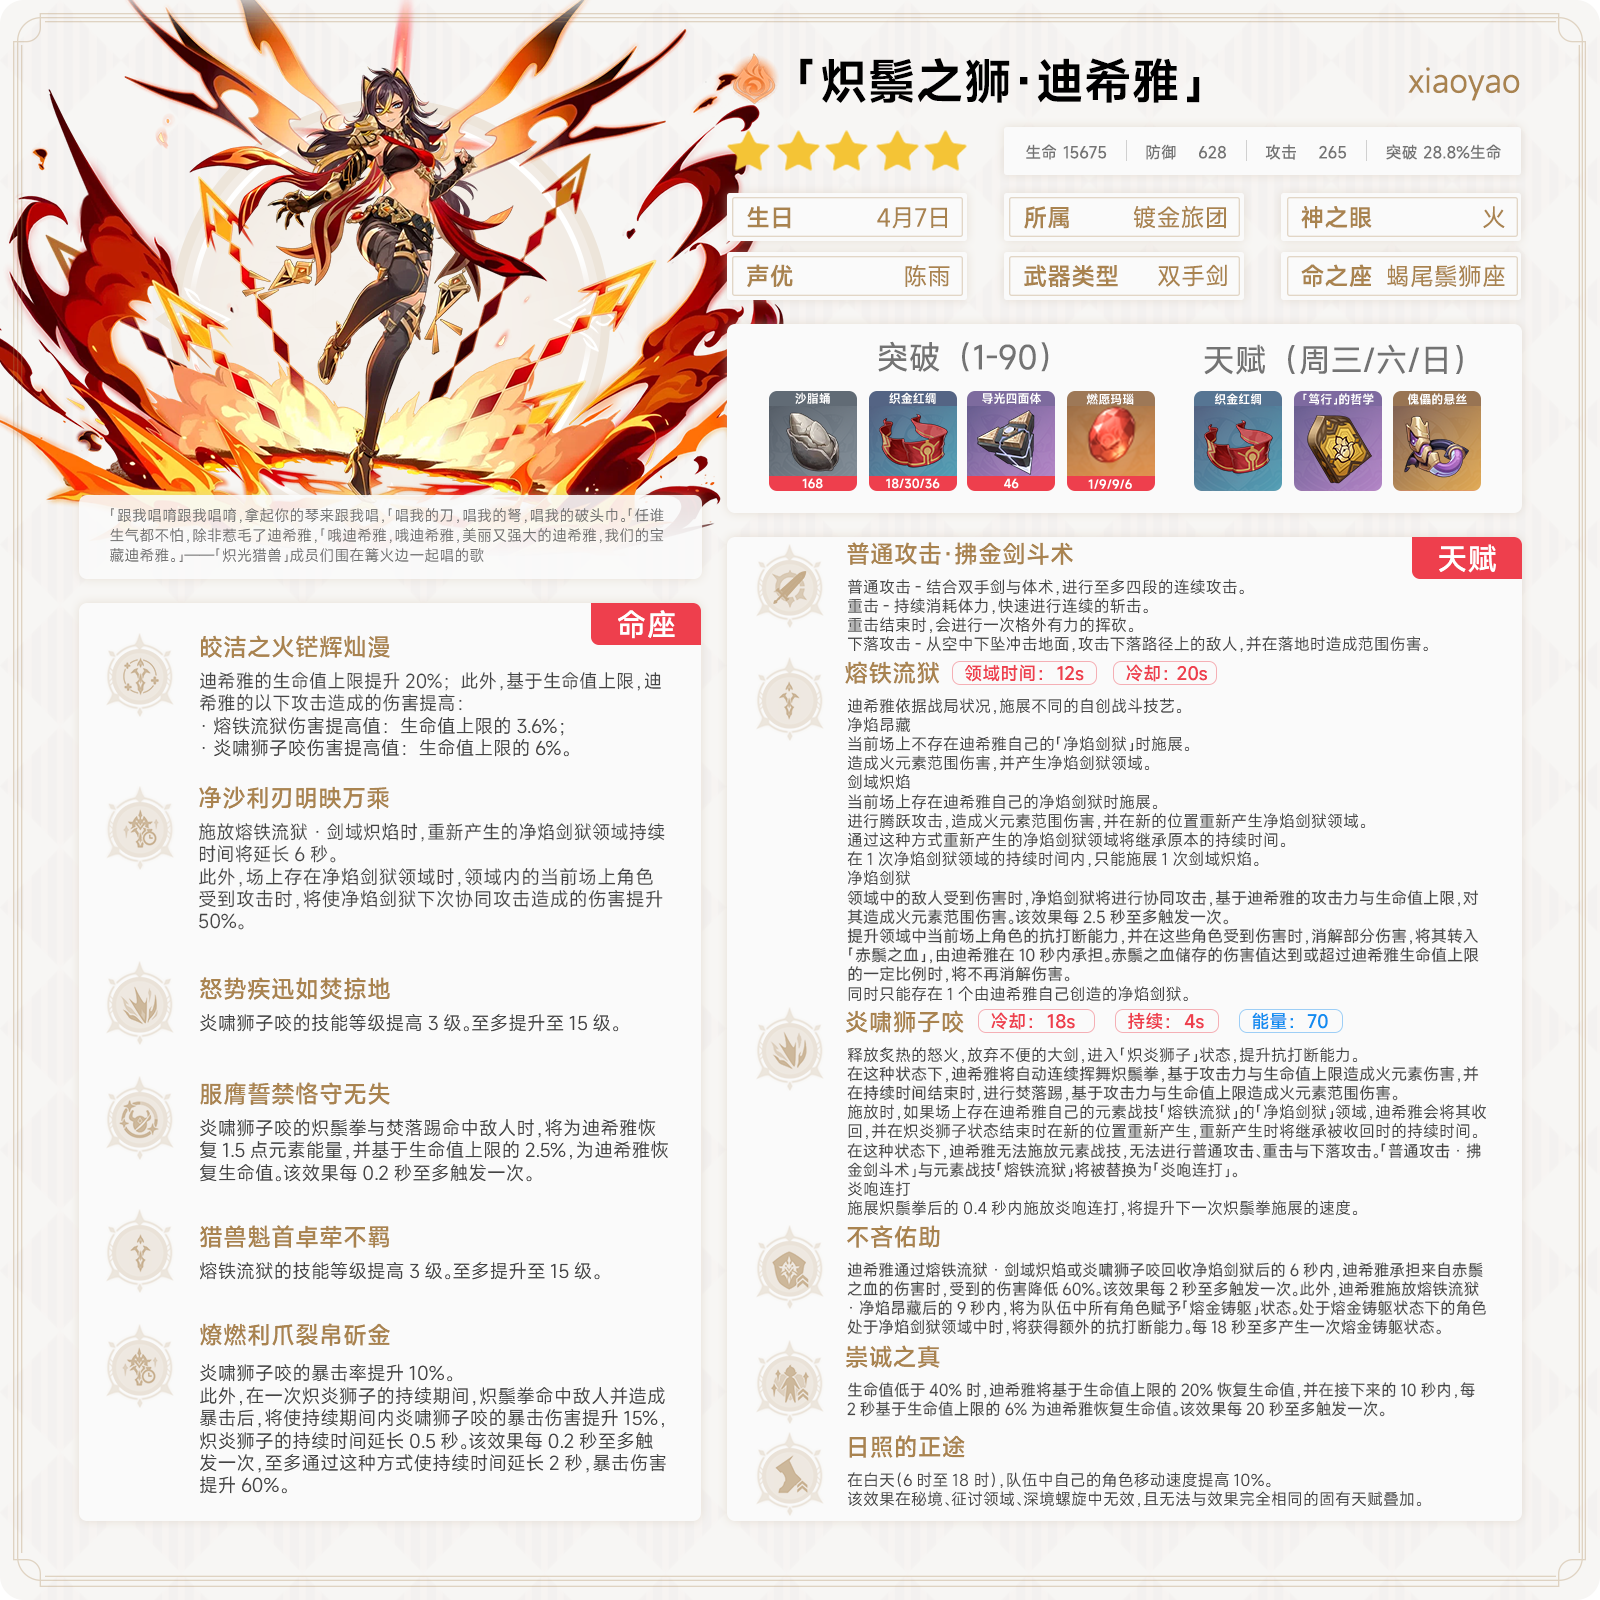 「炽鬃之狮·迪希雅」
xiaoyao
生命 15675 防御 628 攻击 265 突破 28.8%生命
生日 4月7日 所属 镀金旅团 神之眼 火
声优 陈雨 武器类型 双手剑 命之座 蝎尾鬃狮座
突破（1-90）
沙脂蛹 织金红绸 导光四面体 燃愿玛瑙
168 18/30/36 46 1/9/9/6
天赋（周三/六/日）
织金红绸 「笃行」的哲学 傀儡的悬丝
「跟我唱唷跟我唱唷,拿起你的琴来跟我唱,「唱我的刀,唱我的弩,唱我的破头巾。「任谁
生气都不怕,除非惹毛了迪希雅,「哦迪希雅,哦迪希雅,美丽又强大的迪希雅,我们的宝
藏迪希雅。」——「炽光猎兽」成员们围在篝火边一起唱的歌
命座
皎洁之火铓辉灿漫
迪希雅的生命值上限提升 20%；此外,基于生命值上限,迪
希雅的以下攻击造成的伤害提高：
· 熔铁流狱伤害提高值：生命值上限的 3.6%；
· 炎啸狮子咬伤害提高值：生命值上限的 6%。
净沙利刃明映万乘
施放熔铁流狱 · 剑域炽焰时,重新产生的净焰剑狱领域持续
时间将延长 6 秒。
此外,场上存在净焰剑狱领域时,领域内的当前场上角色
受到攻击时,将使净焰剑狱下次协同攻击造成的伤害提升
50%。
怒势疾迅如焚掠地
炎啸狮子咬的技能等级提高 3 级。至多提升至 15 级。
服膺誓禁恪守无失
炎啸狮子咬的炽鬃拳与焚落踢命中敌人时,将为迪希雅恢
复 1.5 点元素能量,并基于生命值上限的 2.5%,为迪希雅恢
复生命值。该效果每 0.2 秒至多触发一次。
猎兽魁首卓荦不羁
熔铁流狱的技能等级提高 3 级。至多提升至 15 级。
燎燃利爪裂帛斫金
炎啸狮子咬的暴击率提升 10%。
此外,在一次炽炎狮子的持续期间,炽鬃拳命中敌人并造成
暴击后,将使持续期间内炎啸狮子咬的暴击伤害提升 15%,
炽炎狮子的持续时间延长 0.5 秒。该效果每 0.2 秒至多触
发一次,至多通过这种方式使持续时间延长 2 秒,暴击伤害
提升 60%。
天赋
普通攻击·拂金剑斗术
普通攻击 - 结合双手剑与体术,进行至多四段的连续攻击。
重击 - 持续消耗体力,快速进行连续的斩击。
重击结束时,会进行一次格外有力的挥砍。
下落攻击 - 从空中下坠冲击地面,攻击下落路径上的敌人,并在落地时造成范围伤害。
熔铁流狱 领域时间：12s 冷却：20s
迪希雅依据战局状况,施展不同的自创战斗技艺。
净焰昂藏
当前场上不存在迪希雅自己的「净焰剑狱」时施展。
造成火元素范围伤害,并产生净焰剑狱领域。
剑域炽焰
当前场上存在迪希雅自己的净焰剑狱时施展。
进行腾跃攻击,造成火元素范围伤害,并在新的位置重新产生净焰剑狱领域。
通过这种方式重新产生的净焰剑狱领域将继承原本的持续时间。
在 1 次净焰剑狱领域的持续时间内,只能施展 1 次剑域炽焰。
净焰剑狱
领域中的敌人受到伤害时,净焰剑狱将进行协同攻击,基于迪希雅的攻击力与生命值上限,对
其造成火元素范围伤害。该效果每 2.5 秒至多触发一次。
提升领域中当前场上角色的抗打断能力,并在这些角色受到伤害时,消解部分伤害,将其转入
「赤鬃之血」,由迪希雅在 10 秒内承担。赤鬃之血储存的伤害值达到或超过迪希雅生命值上限
的一定比例时,将不再消解伤害。
同时只能存在 1 个由迪希雅自己创造的净焰剑狱。
炎啸狮子咬 冷却：18s 持续：4s 能量：70
释放炙热的怒火,放弃不便的大剑,进入「炽炎狮子」状态,提升抗打断能力。
在这种状态下,迪希雅将自动连续挥舞炽鬃拳,基于攻击力与生命值上限造成火元素伤害,并
在持续时间结束时,进行焚落踢,基于攻击力与生命值上限造成火元素范围伤害。
施放时,如果场上存在迪希雅自己的元素战技「熔铁流狱」的「净焰剑狱」领域,迪希雅会将其收
回,并在炽炎狮子状态结束时在新的位置重新产生,重新产生时将继承被收回时的持续时间。
在这种状态下,迪希雅无法施放元素战技,无法进行普通攻击、重击与下落攻击。「普通攻击 · 拂
金剑斗术」与元素战技「熔铁流狱」将被替换为「炎咆连打」。
炎咆连打
施展炽鬃拳后的 0.4 秒内施放炎咆连打,将提升下一次炽鬃拳施展的速度。
不吝佑助
迪希雅通过熔铁流狱 · 剑域炽焰或炎啸狮子咬回收净焰剑狱后的 6 秒内,迪希雅承担来自赤鬃
之血的伤害时,受到的伤害降低 60%。该效果每 2 秒至多触发一次。此外,迪希雅施放熔铁流狱
· 净焰昂藏后的 9 秒内,将为队伍中所有角色赋予「熔金铸躯」状态。处于熔金铸躯状态下的角色
处于净焰剑狱领域中时,将获得额外的抗打断能力。每 18 秒至多产生一次熔金铸躯状态。
崇诚之真
生命值低于 40% 时,迪希雅将基于生命值上限的 20% 恢复生命值,并在接下来的 10 秒内,每
2 秒基于生命值上限的 6% 为迪希雅恢复生命值。该效果每 20 秒至多触发一次。
日照的正途
在白天(6 时至 18 时),队伍中自己的角色移动速度提高 10%。
该效果在秘境、征讨领域、深境螺旋中无效,且无法与效果完全相同的固有天赋叠加。